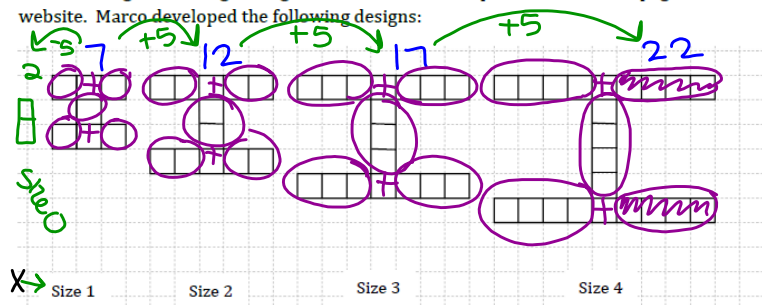 website.  Marco developed the following designs:
-5 7 +5 12 +5 17 +5 22
2 + + + +
+ + + +
Size 0
X→ Size 1 Size 2 Size 3 Size 4